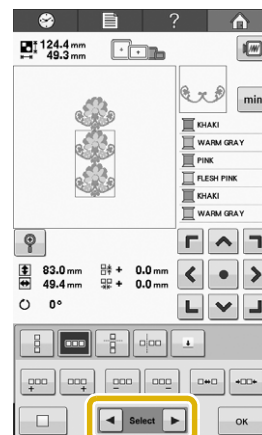 ?
124.4 mm
49.3 mm
min
KHAKI
WARM GRAY
PINK
FLESH PINK
KHAKI
WARM GRAY
83.0 mm + 0.0 mm
49.4 mm + 0.0 mm
0°
Select
OK